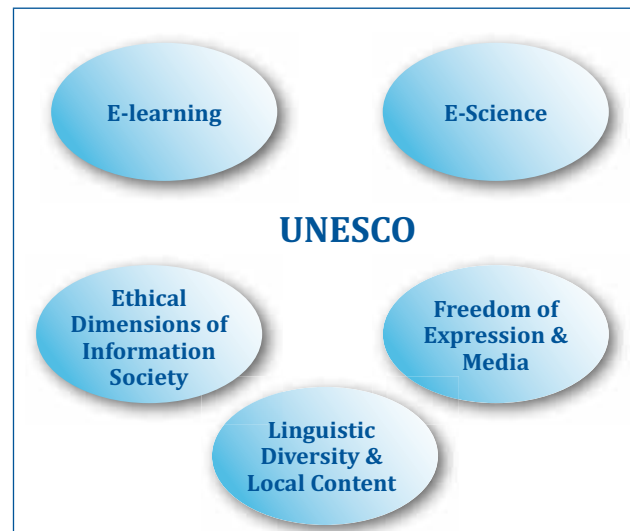 E-learning
E-Science
UNESCO
Ethical
Dimensions of
Information
Society
Freedom of
Expression &
Media
Linguistic
Diversity &
Local Content